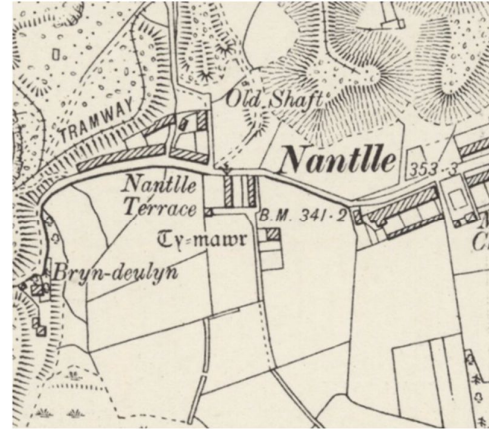 Old Shaft
TRAMWAY
Nantlle
353·3
Nantlle
Terrace
B.M. 341·2
Ty-mawr
Bryn-deulyn